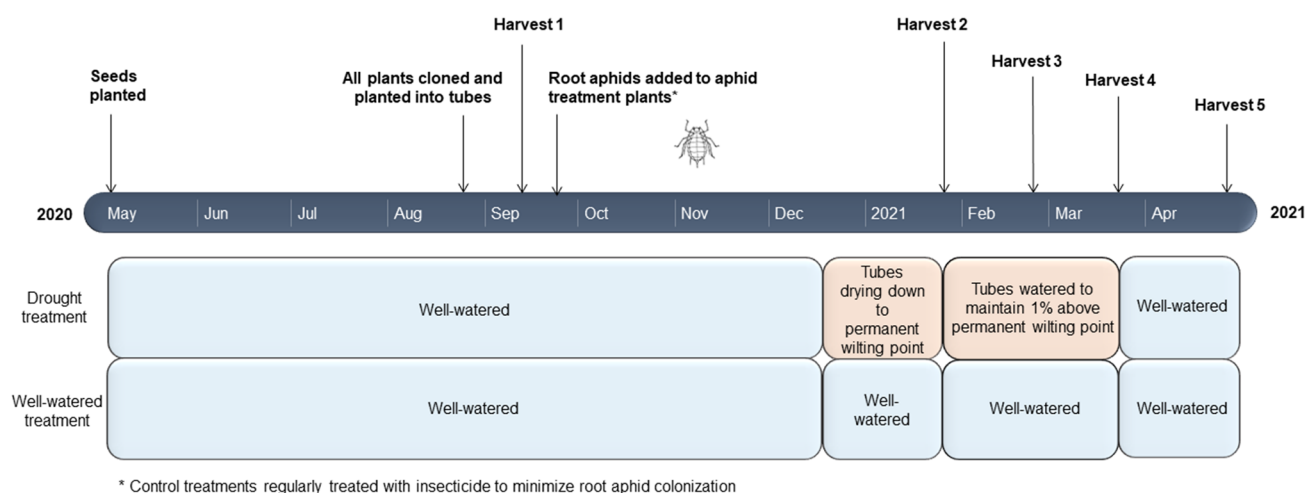 Harvest 1
Harvest 2
Harvest 3
Harvest 4
Harvest 5
Seeds
planted
All plants cloned and
planted into tubes
Root aphids added to aphid
treatment plants*
2020
May
Jun
Jul
Aug
Sep
Oct
Nov
Dec
2021
Feb
Mar
Apr
2021
Drought
treatment
Well-watered
Tubes
drying down
to
permanent
wilting point
Tubes watered to
maintain 1% above
permanent wilting point
Well-watered
Well-watered
treatment
Well-watered
Well-
watered
Well-watered
Well-watered
* Control treatments regularly treated with insecticide to minimize root aphid colonization